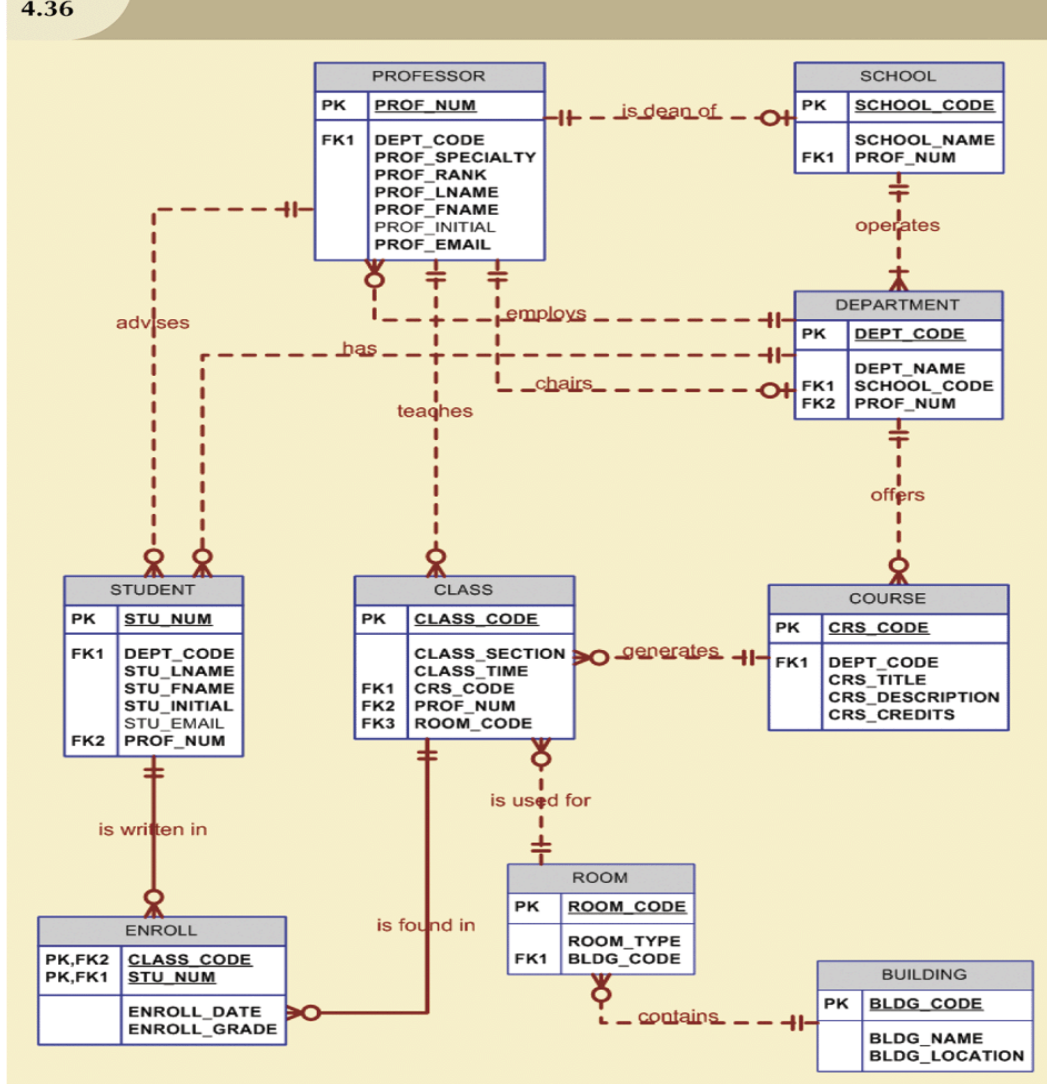 4.36
PROFESSOR
PK PROF_NUM
FK1 DEPT_CODE
PROF_SPECIALTY
PROF_RANK
PROF_LNAME
PROF_FNAME
PROF_INITIAL
PROF_EMAIL
is dean of
SCHOOL
PK SCHOOL_CODE
SCHOOL_NAME
FK1 PROF_NUM
operates
advises
employs
has
chairs
teaches
DEPARTMENT
PK DEPT_CODE
DEPT_NAME
FK1 SCHOOL_CODE
FK2 PROF_NUM
offers
STUDENT
PK STU_NUM
FK1 DEPT_CODE
STU_LNAME
STU_FNAME
STU_INITIAL
STU_EMAIL
FK2 PROF_NUM
CLASS
PK CLASS_CODE
CLASS_SECTION
CLASS_TIME
FK1 CRS_CODE
FK2 PROF_NUM
FK3 ROOM_CODE
generates
COURSE
PK CRS_CODE
FK1 DEPT_CODE
CRS_TITLE
CRS_DESCRIPTION
CRS_CREDITS
is written in
is used for
is found in
ENROLL
PK,FK2 CLASS_CODE
PK,FK1 STU_NUM
ENROLL_DATE
ENROLL_GRADE
ROOM
PK ROOM_CODE
ROOM_TYPE
FK1 BLDG_CODE
contains
BUILDING
PK BLDG_CODE
BLDG_NAME
BLDG_LOCATION